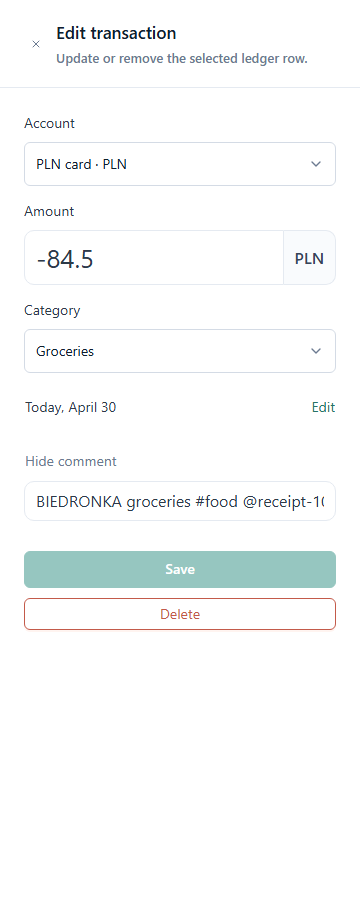 Edit transaction
Update or remove the selected ledger row.
Account
PLN card · PLN
Amount
-84.5
PLN
Category
Groceries
Today, April 30
Edit
Hide comment
BIEDRONKA groceries #food @receipt-10
Save
Delete